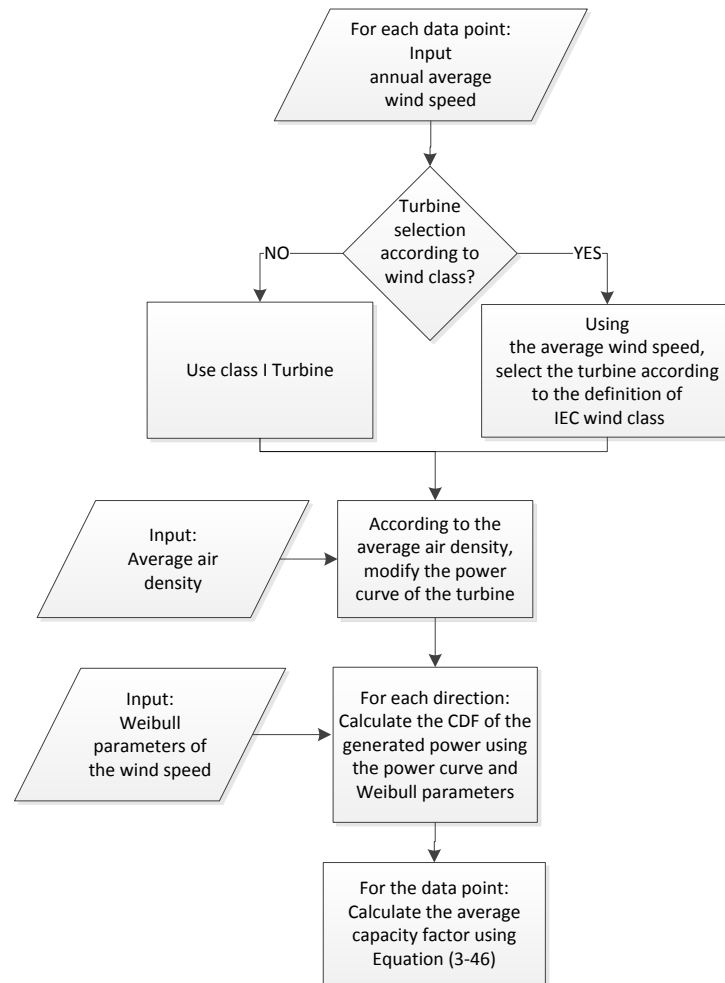 For each data point:
Input
annual average
wind speed
Turbine
selection
according to
wind class?
NO
YES
Use class I Turbine
Using
the average wind speed,
select the turbine according
to the definition of
IEC wind class
Input:
Average air
density
According to the
average air density,
modify the power
curve of the turbine
Input:
Weibull
parameters of
the wind speed
For each direction:
Calculate the CDF of the
generated power using
the power curve and
Weibull parameters
For the data point:
Calculate the average
capacity factor using
Equation (3-46)